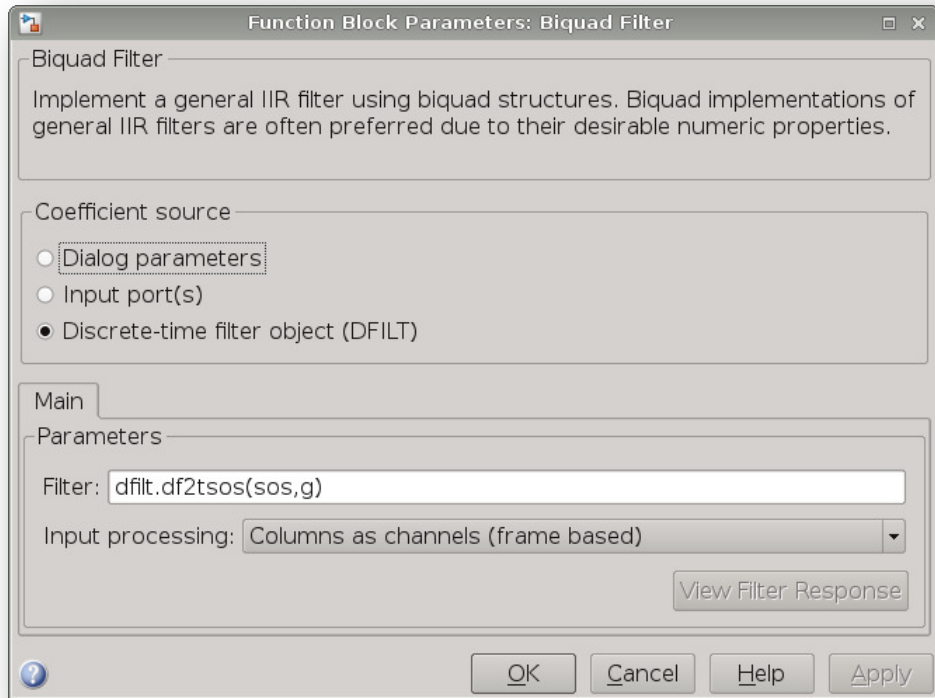 Function Block Parameters: Biquad Filter
Biquad Filter
Implement a general IIR filter using biquad structures. Biquad implementations of
general IIR filters are often preferred due to their desirable numeric properties.
Coefficient source
Dialog parameters
Input port(s)
Discrete-time filter object (DFILT)
Main
Parameters
Filter: dfilt.df2tsos(sos,g)
Input processing: Columns as channels (frame based)
View Filter Response
? OK Cancel Help Apply